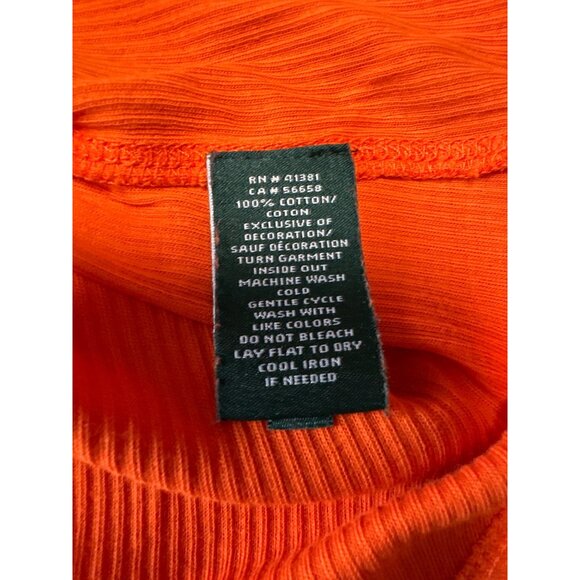 RN # 41381
CA # 56658
100% COTTON/
COTON
EXCLUSIVE OF
DECORATION/
SAUF DÉCORATION
TURN GARMENT
INSIDE OUT
MACHINE WASH
COLD
GENTLE CYCLE
WASH WITH
LIKE COLORS
DO NOT BLEACH
LAY FLAT TO DRY
COOL IRON
IF NEEDED